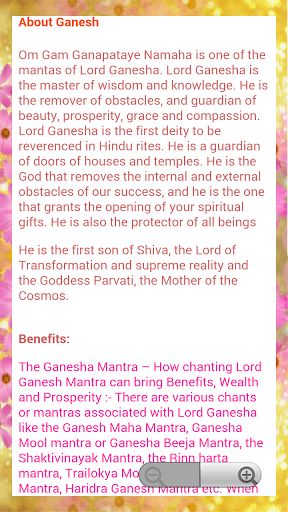 About Ganesh
Om Gam Ganapataye Namaha is one of the
mantas of Lord Ganesha. Lord Ganesha is
the master of wisdom and knowledge. He is
the remover of obstacles, and guardian of
beauty, prosperity, grace and compassion.
Lord Ganesha is the first deity to be
reverenced in Hindu rites. He is a guardian
of doors of houses and temples. He is the
God that removes the internal and external
obstacles of our success, and he is the one
that grants the opening of your spiritual
gifts. He is also the protector of all beings
He is the first son of Shiva, the Lord of
Transformation and supreme reality and
the Goddess Parvati, the Mother of the
Cosmos.
Benefits:
The Ganesha Mantra – How chanting Lord
Ganesh Mantra can bring Benefits, Wealth
and Prosperity :- There are various chants
or mantras associated with Lord Ganesha
like the Ganesh Maha Mantra, Ganesha
Mool mantra or Ganesha Beeja Mantra, the
Shaktivinayak Mantra, the Rinn harta
mantra, Trailokya
Mantra, Haridra Ganesh Mantra etc. When